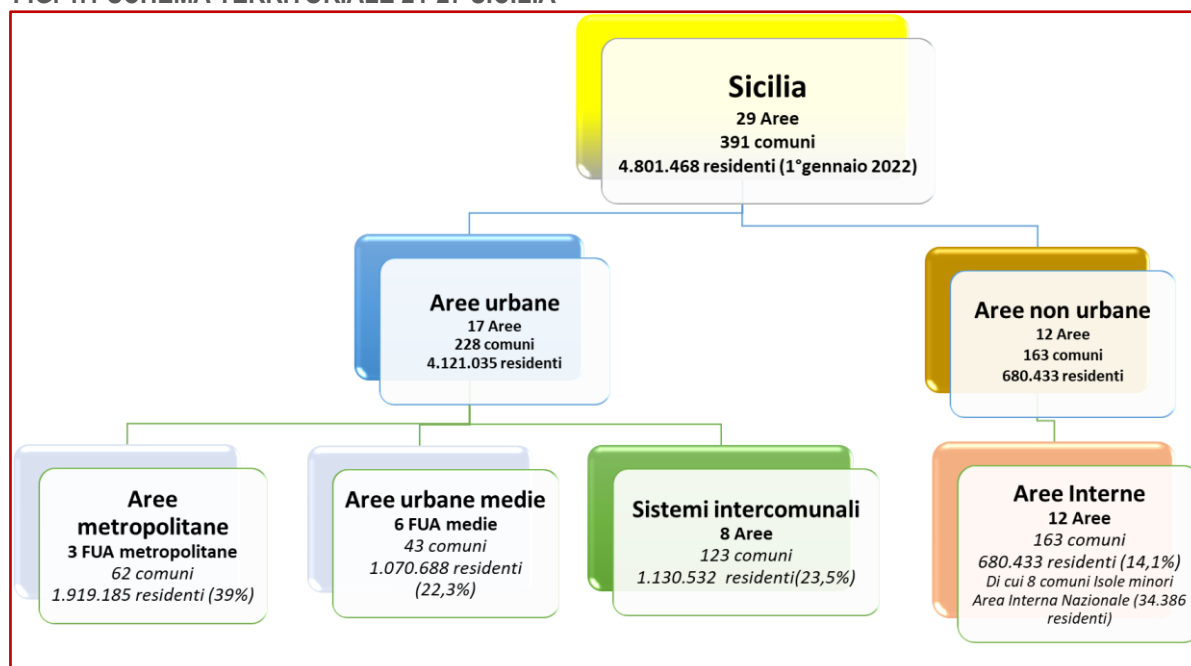 Sicilia
29 Aree
391 comuni
4.801.468 residenti (1°gennaio 2022)
Aree urbane
17 Aree
228 comuni
4.121.035 residenti
Aree non urbane
12 Aree
163 comuni
680.433 residenti
Aree
metropolitane
3 FUA metropolitane
62 comuni
1.919.185 residenti (39%)
Aree urbane medie
6 FUA medie
43 comuni
1.070.688 residenti
(22,3%)
Sistemi intercomunali
8 Aree
123 comuni
1.130.532 residenti(23,5%)
Aree Interne
12 Aree
163 comuni
680.433 residenti (14,1%)
Di cui 8 comuni Isole minori
Area Interna Nazionale (34.386
residenti)